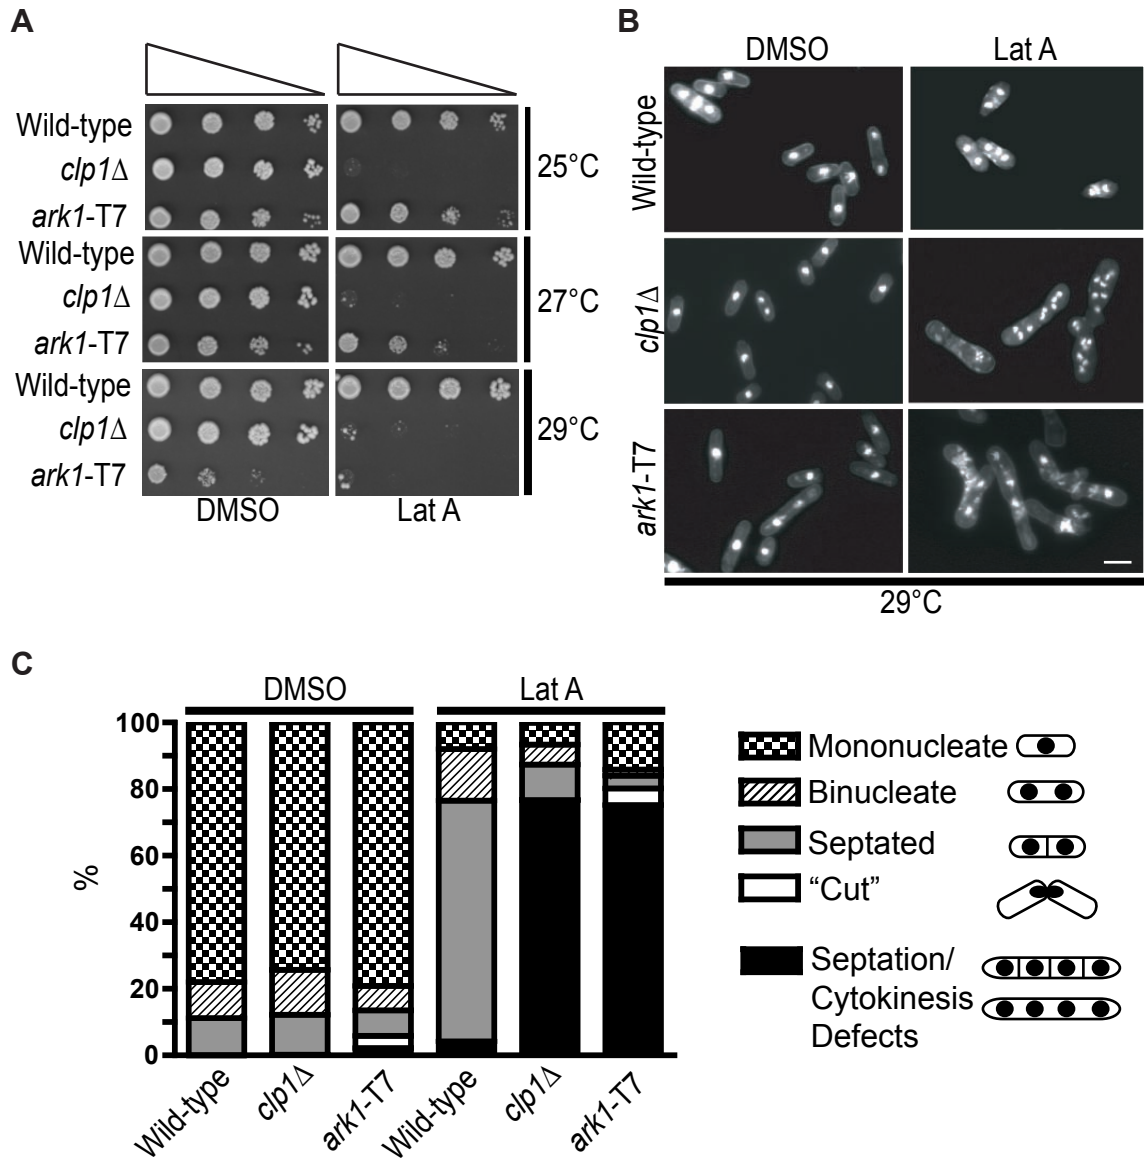 A
Wild-type
clp1Δ
ark1-T7
25°C
Wild-type
clp1Δ
ark1-T7
27°C
Wild-type
clp1Δ
ark1-T7
29°C
DMSO
Lat A
B
DMSO
Lat A
Wild-type
clp1Δ
ark1-T7
29°C
C
DMSO
Lat A
100
80
60
40
20
0
%
Wild-type
clp1Δ
ark1-T7
Wild-type
clp1Δ
ark1-T7
Mononucleate
Binucleate
Septated
“Cut”
Septation/
Cytokinesis
Defects